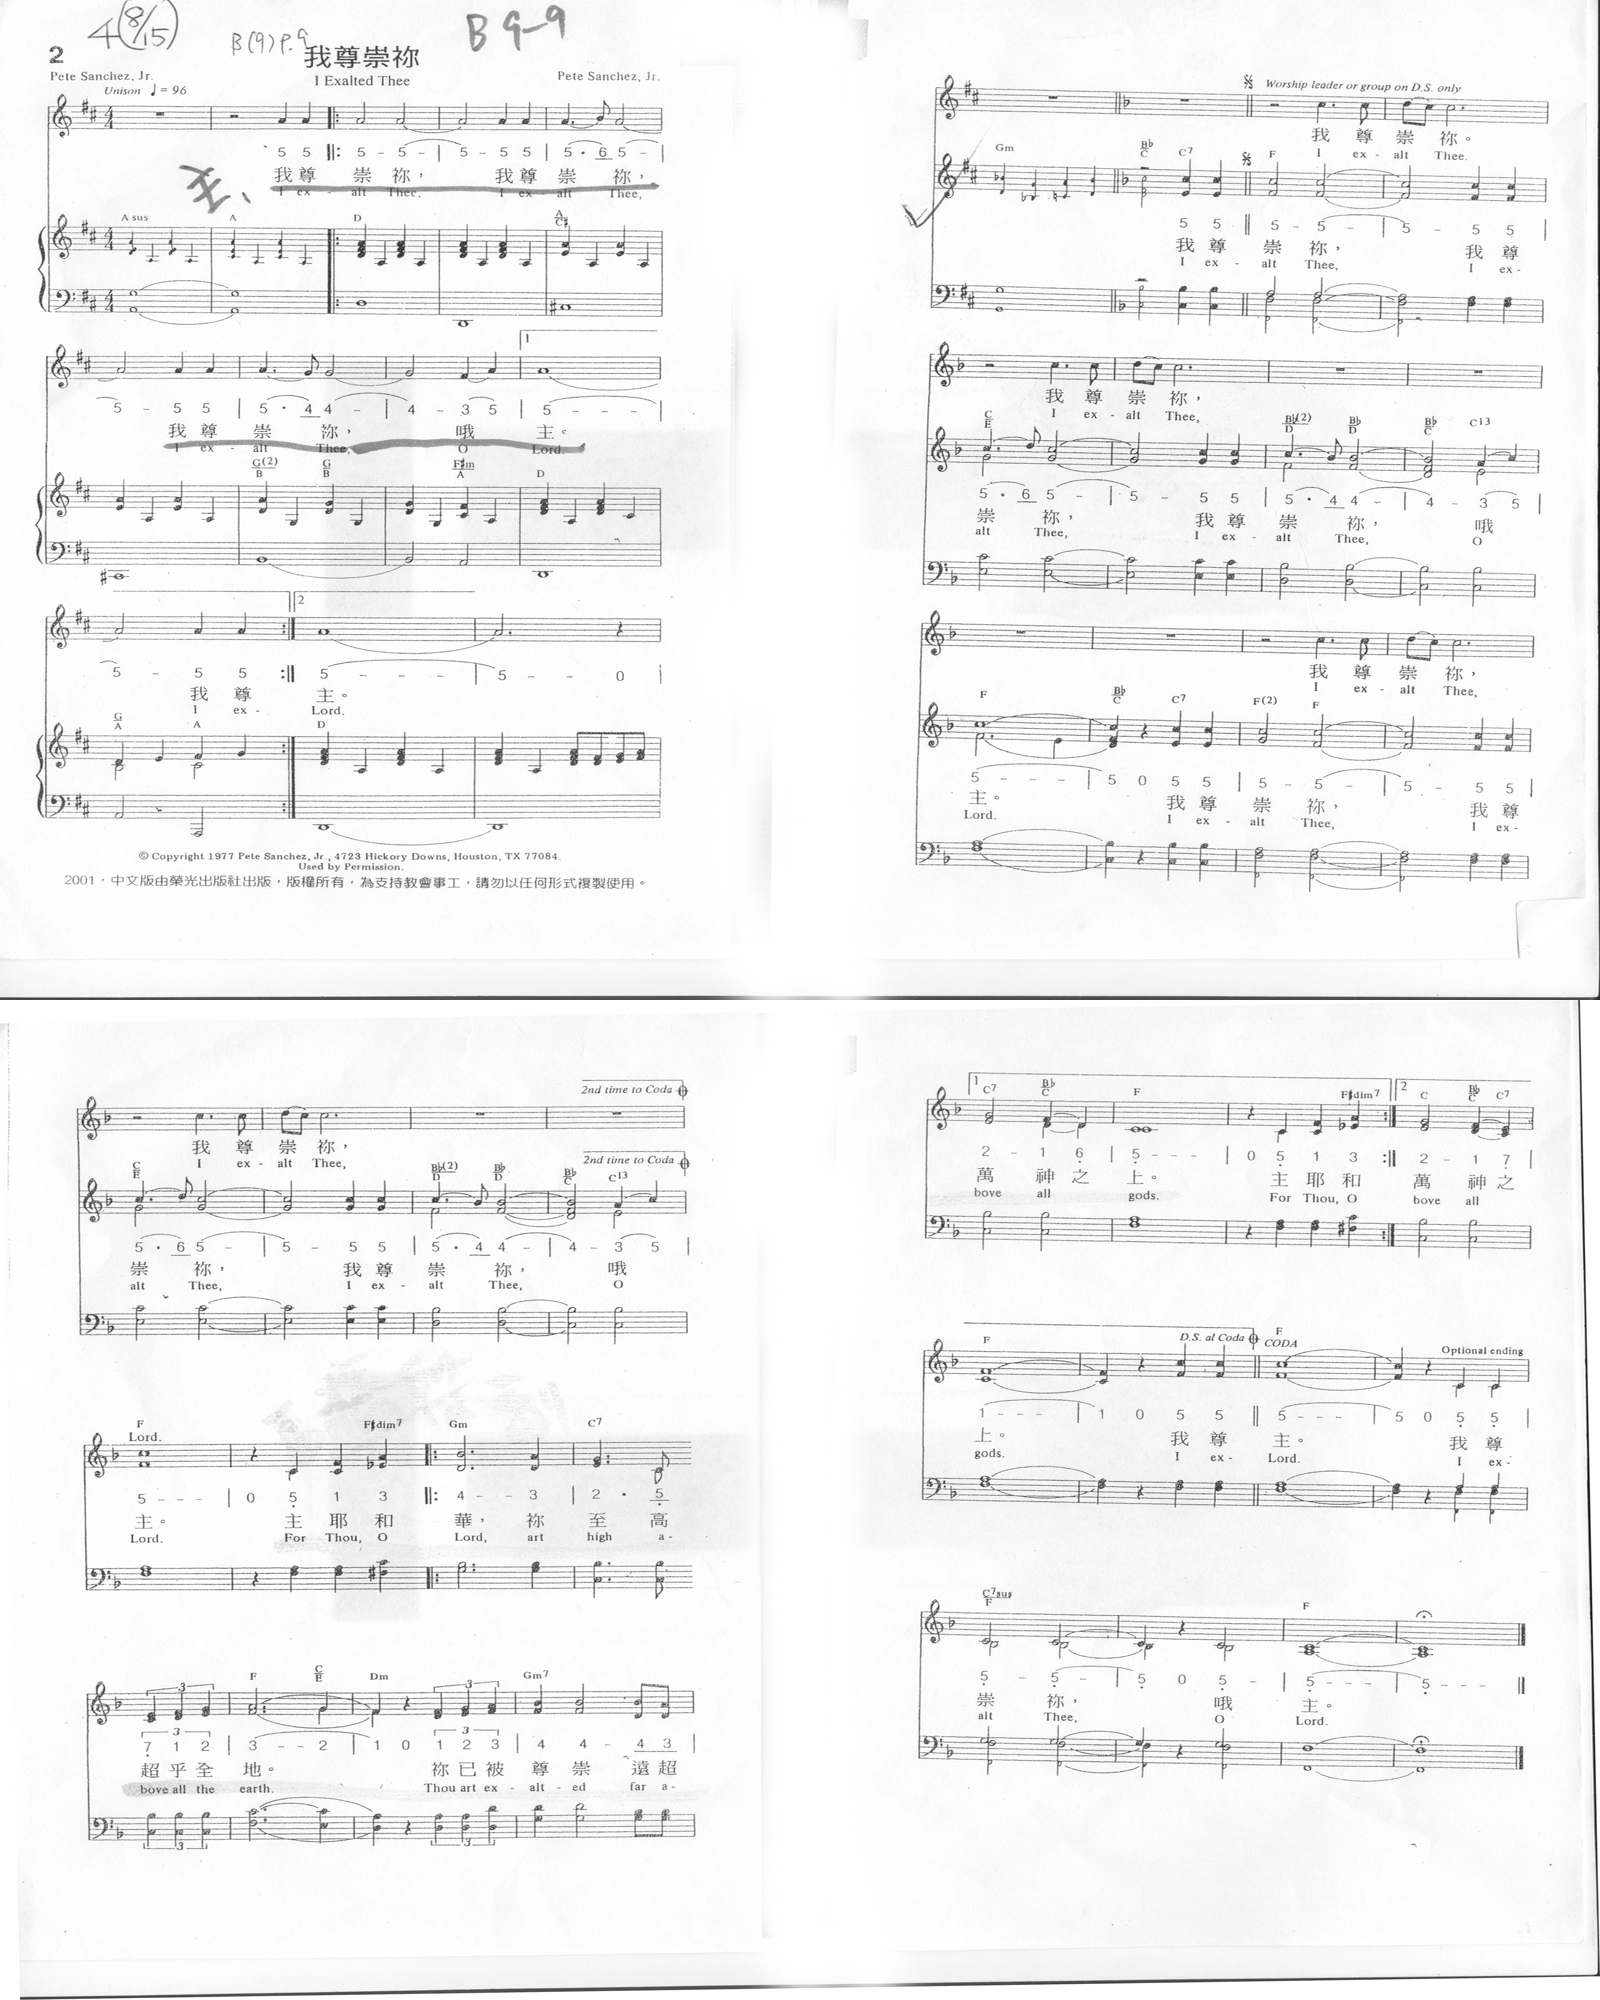 4 (8/15)
B(9) P.9
B 9-9
2
我尊崇祢
Pete Sanchez, Jr.
I Exalted Thee
Pete Sanchez, Jr.
Unison ♩= 96
5 5 ‖: 5 - 5 - | 5 - 5 5 | 5 · 6 5 - |
主、
我 尊 崇 祢， 我 尊 崇 祢，
I ex - alt Thee, I ex - alt Thee,
A sus A D A/C♯
1
5 - 5 5 | 5 · 4 4 - | 4 - 3 5 | 5 - - -
我 尊 崇 祢， 哦 主。
I ex - alt Thee, O Lord.
G(2)/B G/B F♯m/A D
2
5 - 5 5 :‖ 5 - - - | 5 - - 0 |
我 尊 主。
I ex - Lord.
G/A A D
© Copyright 1977 Pete Sanchez, Jr., 4723 Hickory Downs, Houston, TX 77084.
Used by Permission.
2001，中文版由榮光出版社出版，版權所有，為支持教會事工，請勿以任何形式複製使用。
Worship leader or group on D.S. only
我 尊 崇 祢。
I ex - alt Thee.
Gm B♭/C C7 F
5 5 ‖ 5 - 5 - | 5 - 5 5 |
我 尊 崇 祢， 我 尊
I ex - alt Thee, I ex -
我 尊 崇 祢，
I ex - alt Thee,
C/E B♭(2)/D B♭/D B♭/C C13
5 · 6 5 - | 5 - 5 5 | 5 · 4 4 - | 4 - 3 5 |
崇 祢， 我 尊 崇 祢， 哦
alt Thee, I ex - alt Thee, O
我 尊 崇 祢，
I ex - alt Thee,
F B♭/C C7 F(2) F
5 - - - | 5 0 5 5 | 5 - 5 - | 5 - 5 5 |
主。 我 尊 崇 祢， 我 尊
Lord. I ex - alt Thee, I ex -
2nd time to Coda
我 尊 崇 祢，
I ex - alt Thee,
2nd time to Coda
C/E B♭(2)/D B♭/D B♭/C C13
5 · 6 5 - | 5 - 5 5 | 5 · 4 4 - | 4 - 3 5 |
崇 祢， 我 尊 崇 祢， 哦
alt Thee, I ex - alt Thee, O
F F♯dim7 Gm C7
Lord.
5 - - - | 0 5 1 3 ‖: 4 - - 3 | 2 · 5
主。 主 耶 和 華， 祢 至 高
Lord. For Thou, O Lord, art high a -
F C/E Dm Gm7
3 3
3 3
7 1 2 | 3 - - 2 | 1 0 1 2 3 | 4 4 - 4 3 |
超 乎 全 地。 祢 已 被 尊 崇 遠 超
bove all the earth. Thou art ex - alt - ed far a -
3 3
1 C7 B♭/C F F♯dim7 2 C B♭/C C7
2 - 1 6 | 5 - - - | 0 5 1 3 :‖ 2 - 1 7 |
萬 神 之 上。 主 耶 和 萬 神 之
bove all gods. For Thou, O bove all
F D.S. al Coda F CODA Optional ending
1 - - - | 1 0 5 5 ‖ 5 - - - | 5 0 5 5 |
上。 我 尊 主。 我 尊
gods. I ex - Lord. I ex -
C7sus/F F
5 - 5 - | 5 0 5 - | 5 - - - | 5 - - - ‖
崇 祢， 哦 主。
alt Thee, O Lord.